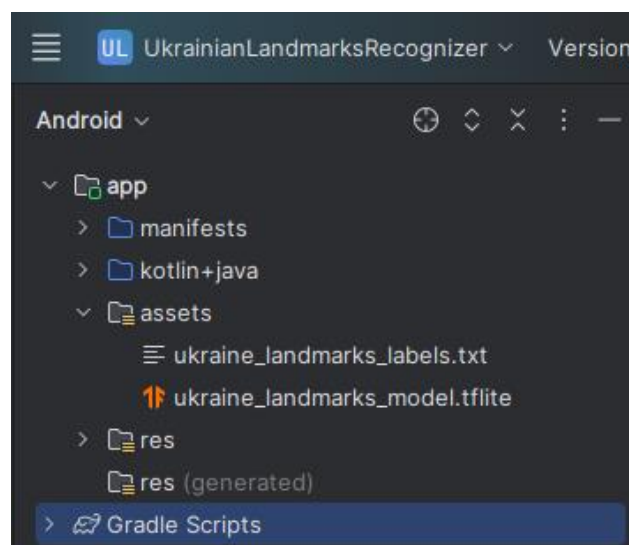 UL UkrainianLandmarksRecognizer Version
Android
app
manifests
kotlin+java
assets
ukraine_landmarks_labels.txt
ukraine_landmarks_model.tflite
res
res (generated)
Gradle Scripts